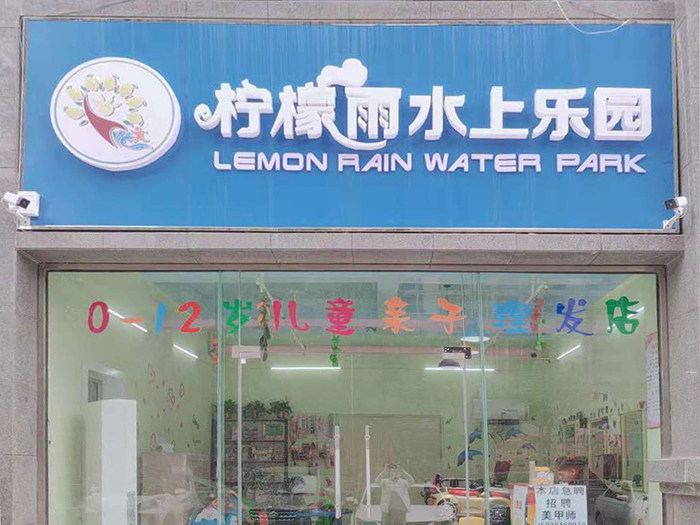 柠檬雨水上乐园
LEMON RAIN WATER PARK
0-12岁儿童亲子理发店
本店急聘
招聘
美甲师